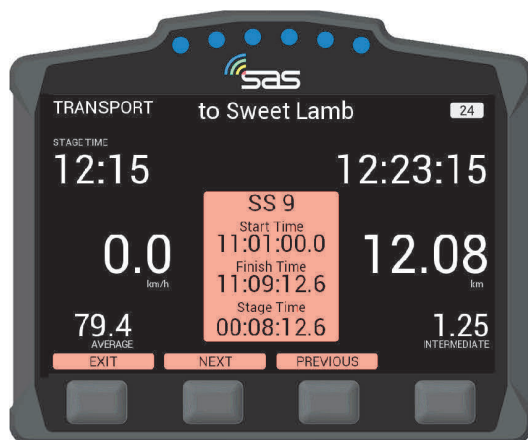 sas
TRANSPORT to Sweet Lamb 24
STAGE TIME
12:15
12:23:15
SS 9
Start Time
11:01:00.0
Finish Time
11:09:12.6
Stage Time
00:08:12.6
0.0
km/h
12.08
km
79.4
AVERAGE
1.25
INTERMEDIATE
EXIT NEXT PREVIOUS